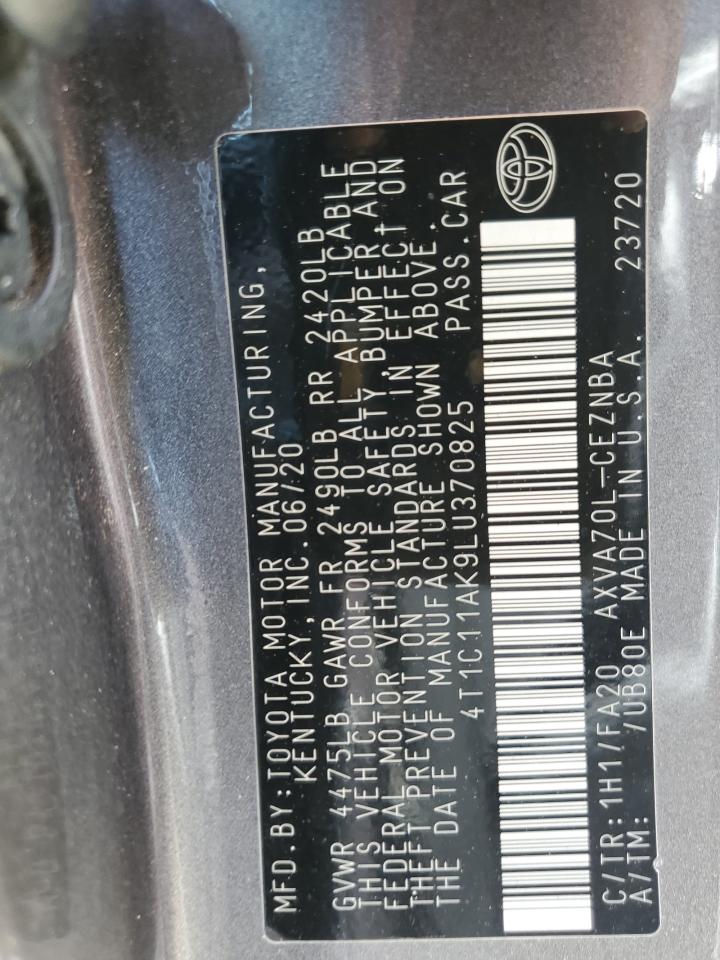 MFD.BY:TOYOTA MOTOR MANUFACTURING,
KENTUCKY, INC.06/20
GVWR 4475LB GAWR FR 2490LB RR 2420LB
THIS VEHICLE CONFORMS TO ALL APPLICABLE
FEDERAL MOTOR VEHICLE SAFETY, BUMPER, AND
THEFT PREVENTION STANDARDS IN EFFECT ON
THE DATE OF MANUFACTURE SHOWN ABOVE.
4T1C11AK9LU370825 PASS.CAR
C/TR:1H1/FA20 AXVA70L-CEZNBA
A/TM: /UB80E MADE IN U.S.A. 23720